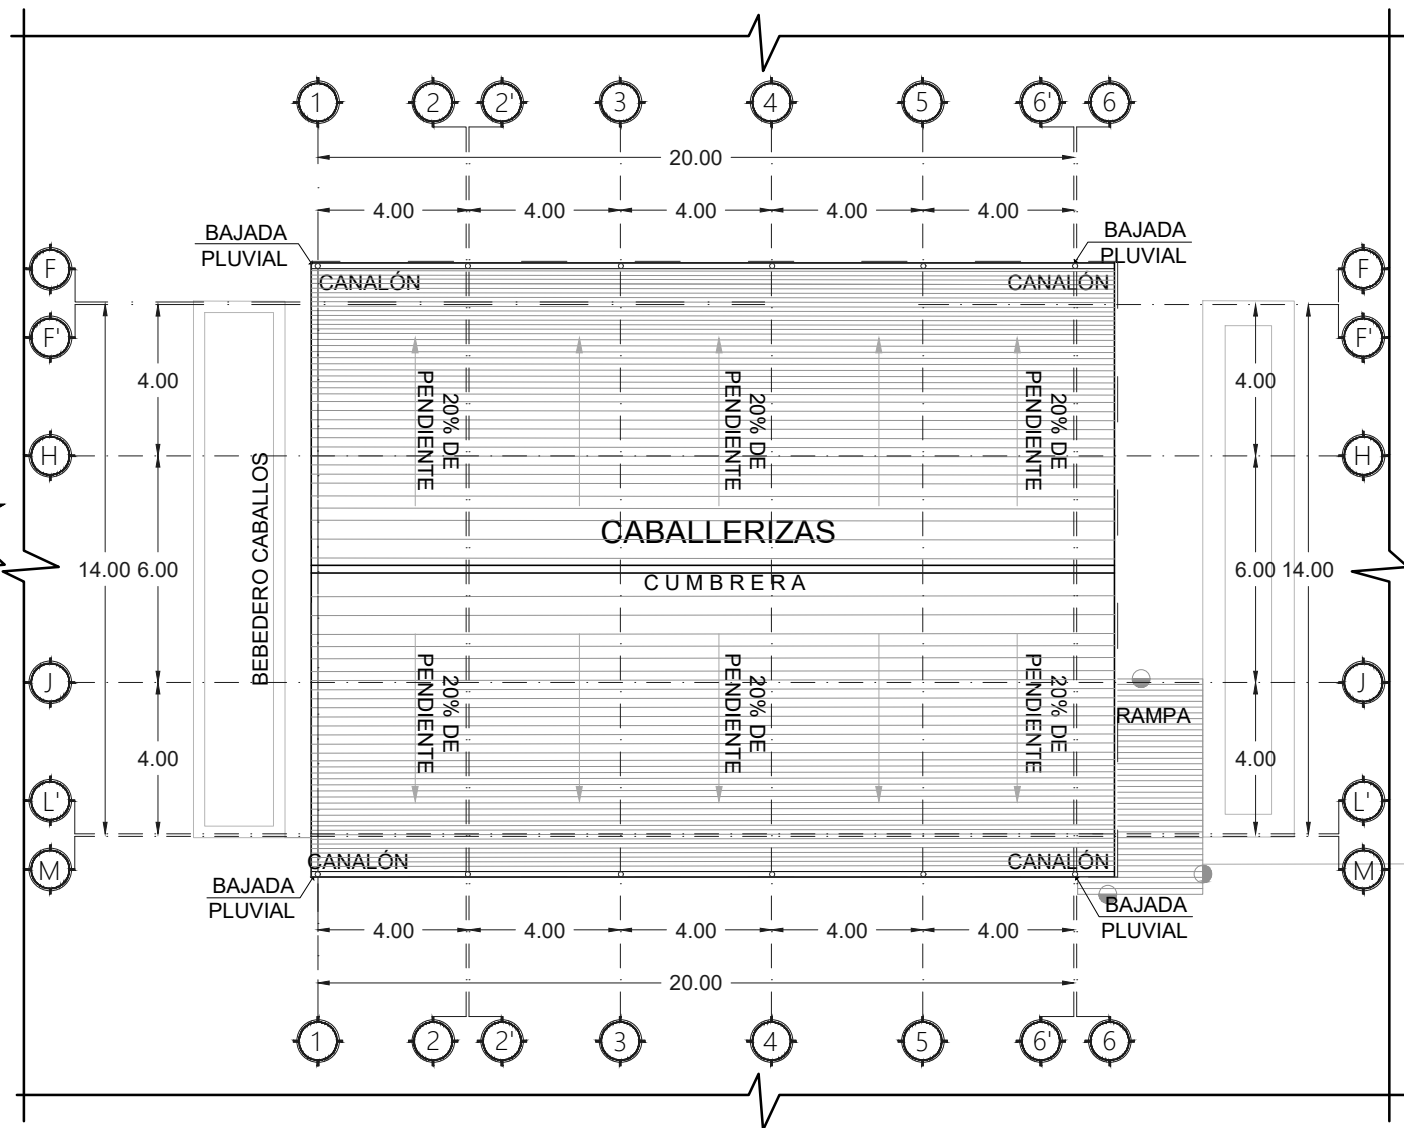 1 2 2' 3 4 5 6' 6
20.00
4.00 4.00 4.00 4.00 4.00
BAJADA
PLUVIAL
BAJADA
PLUVIAL
F F
CANALÓN CANALÓN
F' F'
4.00 4.00
20% DE
PENDIENTE
20% DE
PENDIENTE
20% DE
PENDIENTE
H H
BEBEDERO CABALLOS
CABALLERIZAS
14.00 6.00 6.00 14.00
CUMBRERA
20% DE
PENDIENTE
20% DE
PENDIENTE
20% DE
PENDIENTE
J J
RAMPA
4.00 4.00
L' L'
CANALÓN CANALÓN
M M
BAJADA
PLUVIAL
BAJADA
PLUVIAL
4.00 4.00 4.00 4.00 4.00
20.00
1 2 2' 3 4 5 6' 6